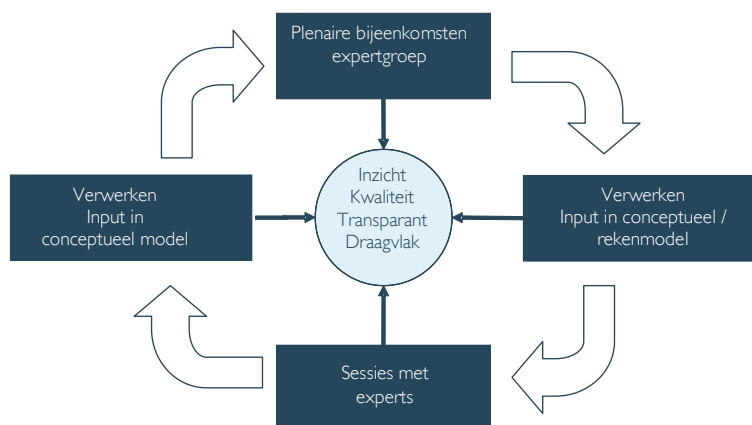 Plenaire bijeenkomsten
expertgroep
Verwerken
Input in
conceptueel model
Inzicht
Kwaliteit
Transparant
Draagvlak
Verwerken
Input in conceptueel /
rekenmodel
Sessies met
experts